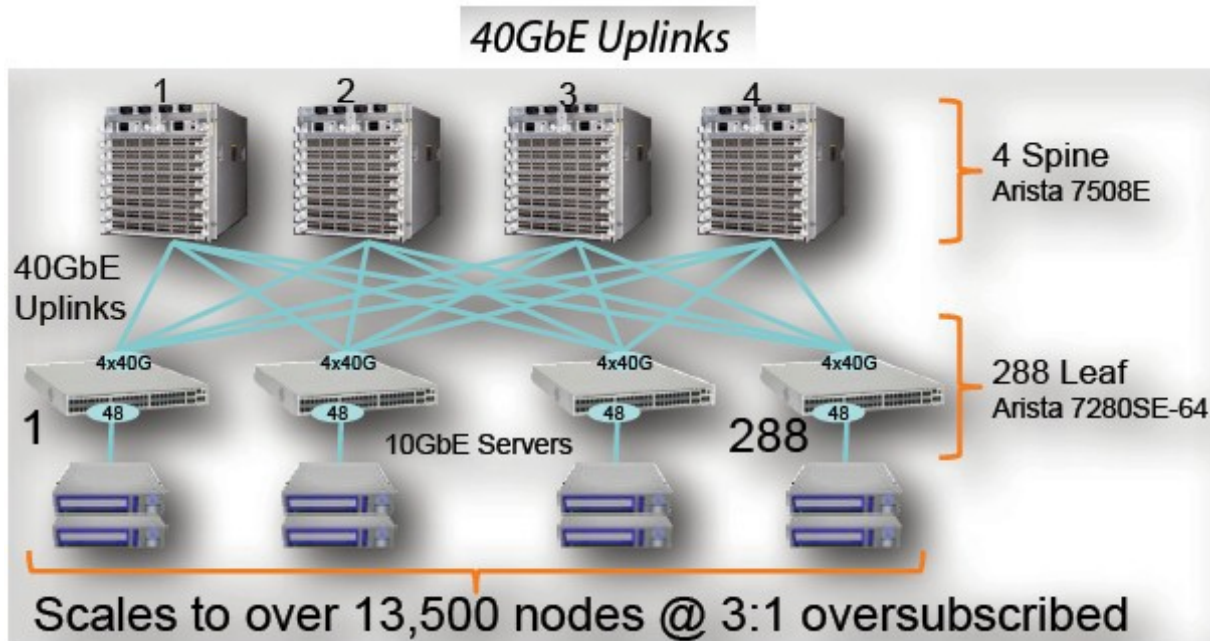 40GbE Uplinks
1 2 3 4
4 Spine
Arista 7508E
40GbE
Uplinks
4x40G 4x40G 4x40G 4x40G
288 Leaf
Arista 7280SE-64
48 48 48 48
1 10GbE Servers 288
Scales to over 13,500 nodes @ 3:1 oversubscribed